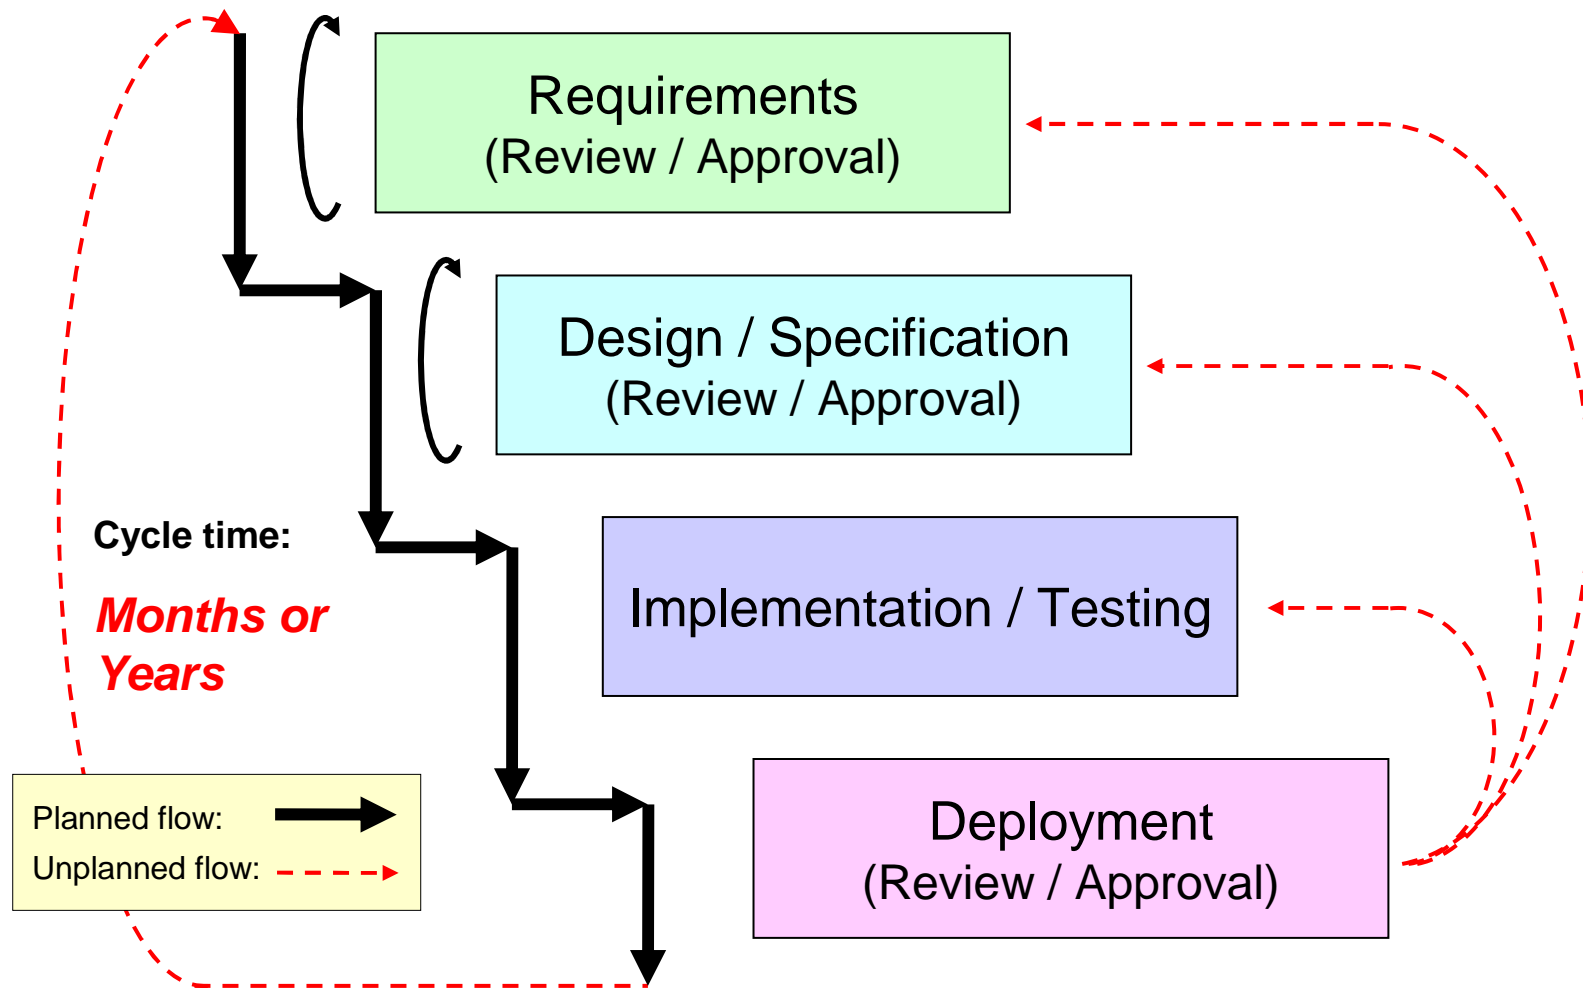 Requirements
(Review / Approval)
Design / Specification
(Review / Approval)
Cycle time:
Months or
Years
Implementation / Testing
Planned flow:
Unplanned flow:
Deployment
(Review / Approval)